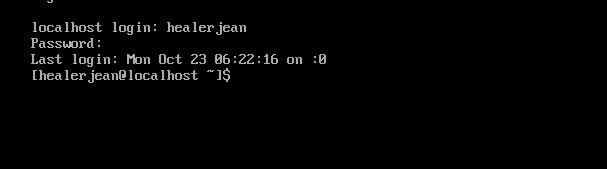 localhost login: healerjean
Password:
Last login: Mon Oct 23 06:22:16 on :0
[healerjean@localhost ~]$